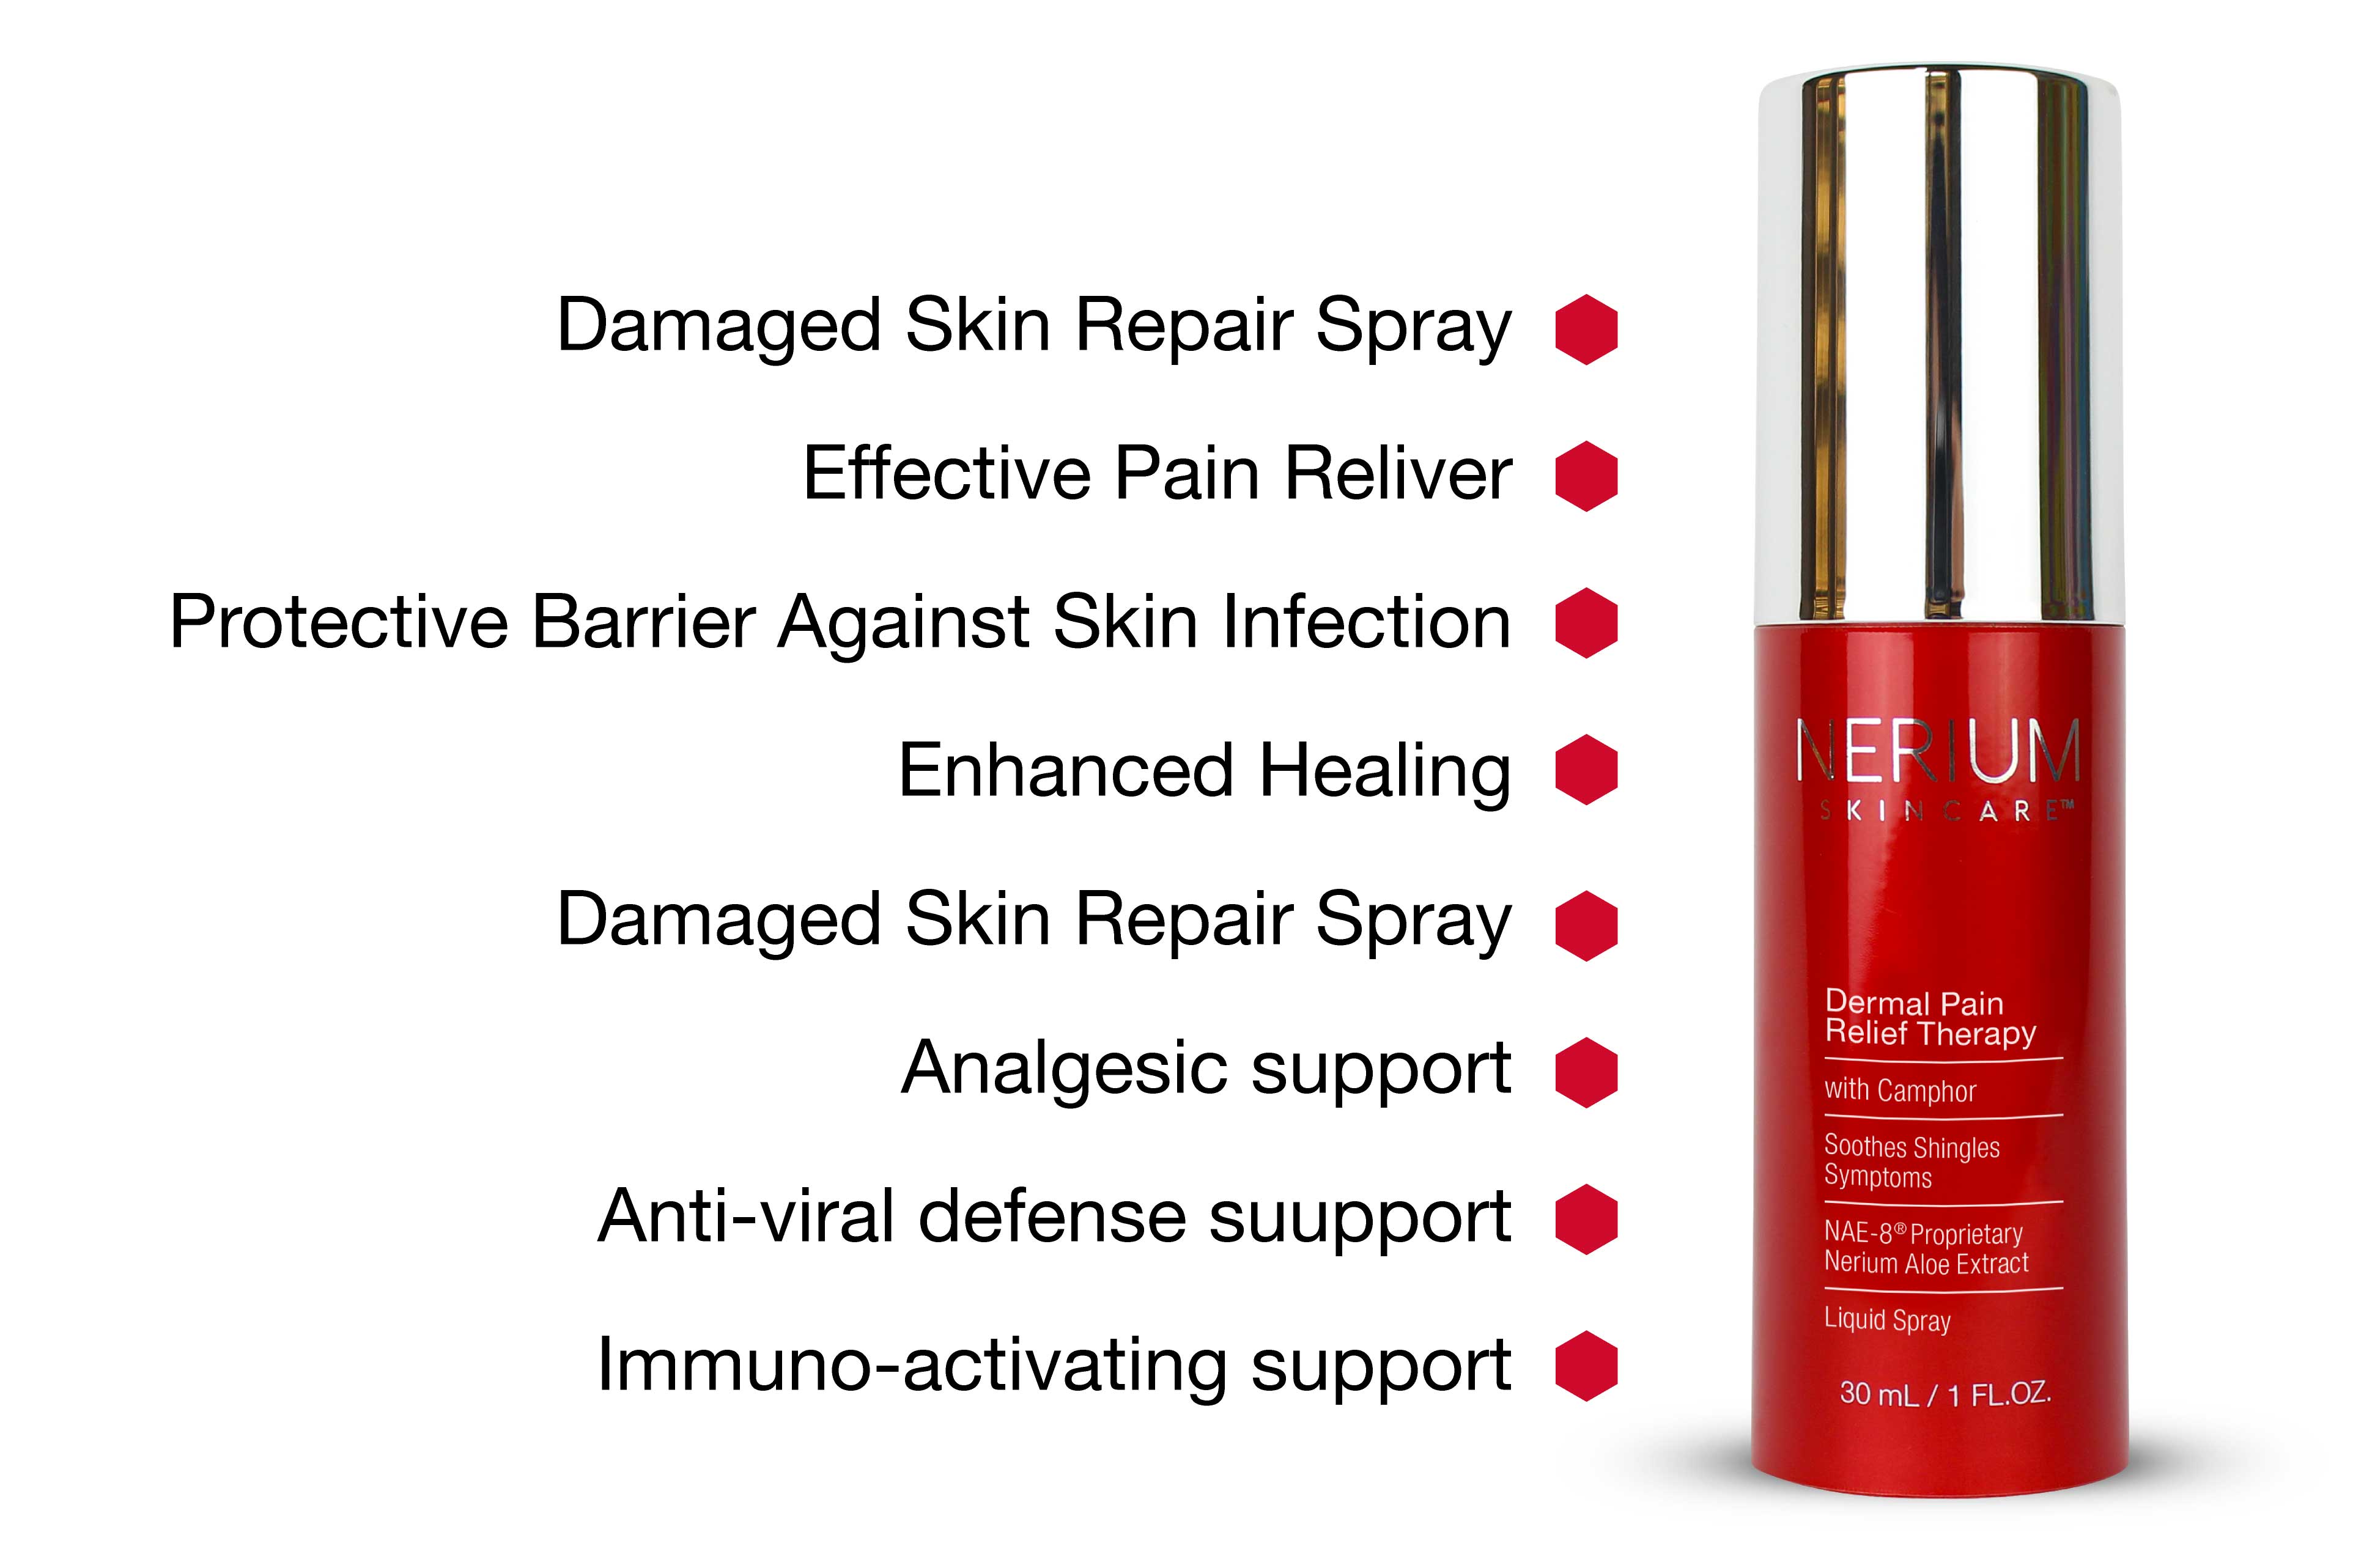 Damaged Skin Repair Spray
Effective Pain Reliver
Protective Barrier Against Skin Infection
Enhanced Healing
Damaged Skin Repair Spray
Analgesic support
Anti-viral defense suupport
Immuno-activating support
NERIUM
SKINCARE™
Dermal Pain
Relief Therapy
with Camphor
Soothes Shingles
Symptoms
NAE-8® Proprietary
Nerium Aloe Extract
Liquid Spray
30 mL / 1 FL.OZ.